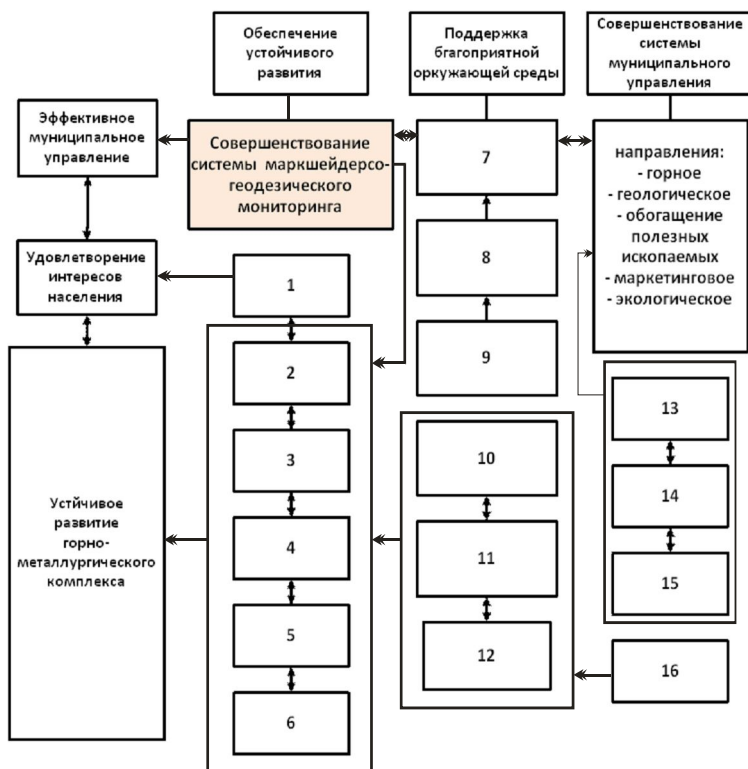 Обеспечение
устойчивого
развития
Поддержка
бгагоприятной
оркужающей среды
Совершенствование
системы
муниципального
управления
Эффективное
муниципальное
управление
Совершенствование
системы маркшейдерсо-
геодезического
мониторинга
7
направления:
- горное
- геологическое
- обогащение
полезных
ископаемых
- маркетинговое
- экологическое
Удовлетворение
интересов
населения
1
8
2
9
3
10
13
Устйчивое
развитие
горно-
металлургического
комплекса
4
11
14
5
12
15
6
16